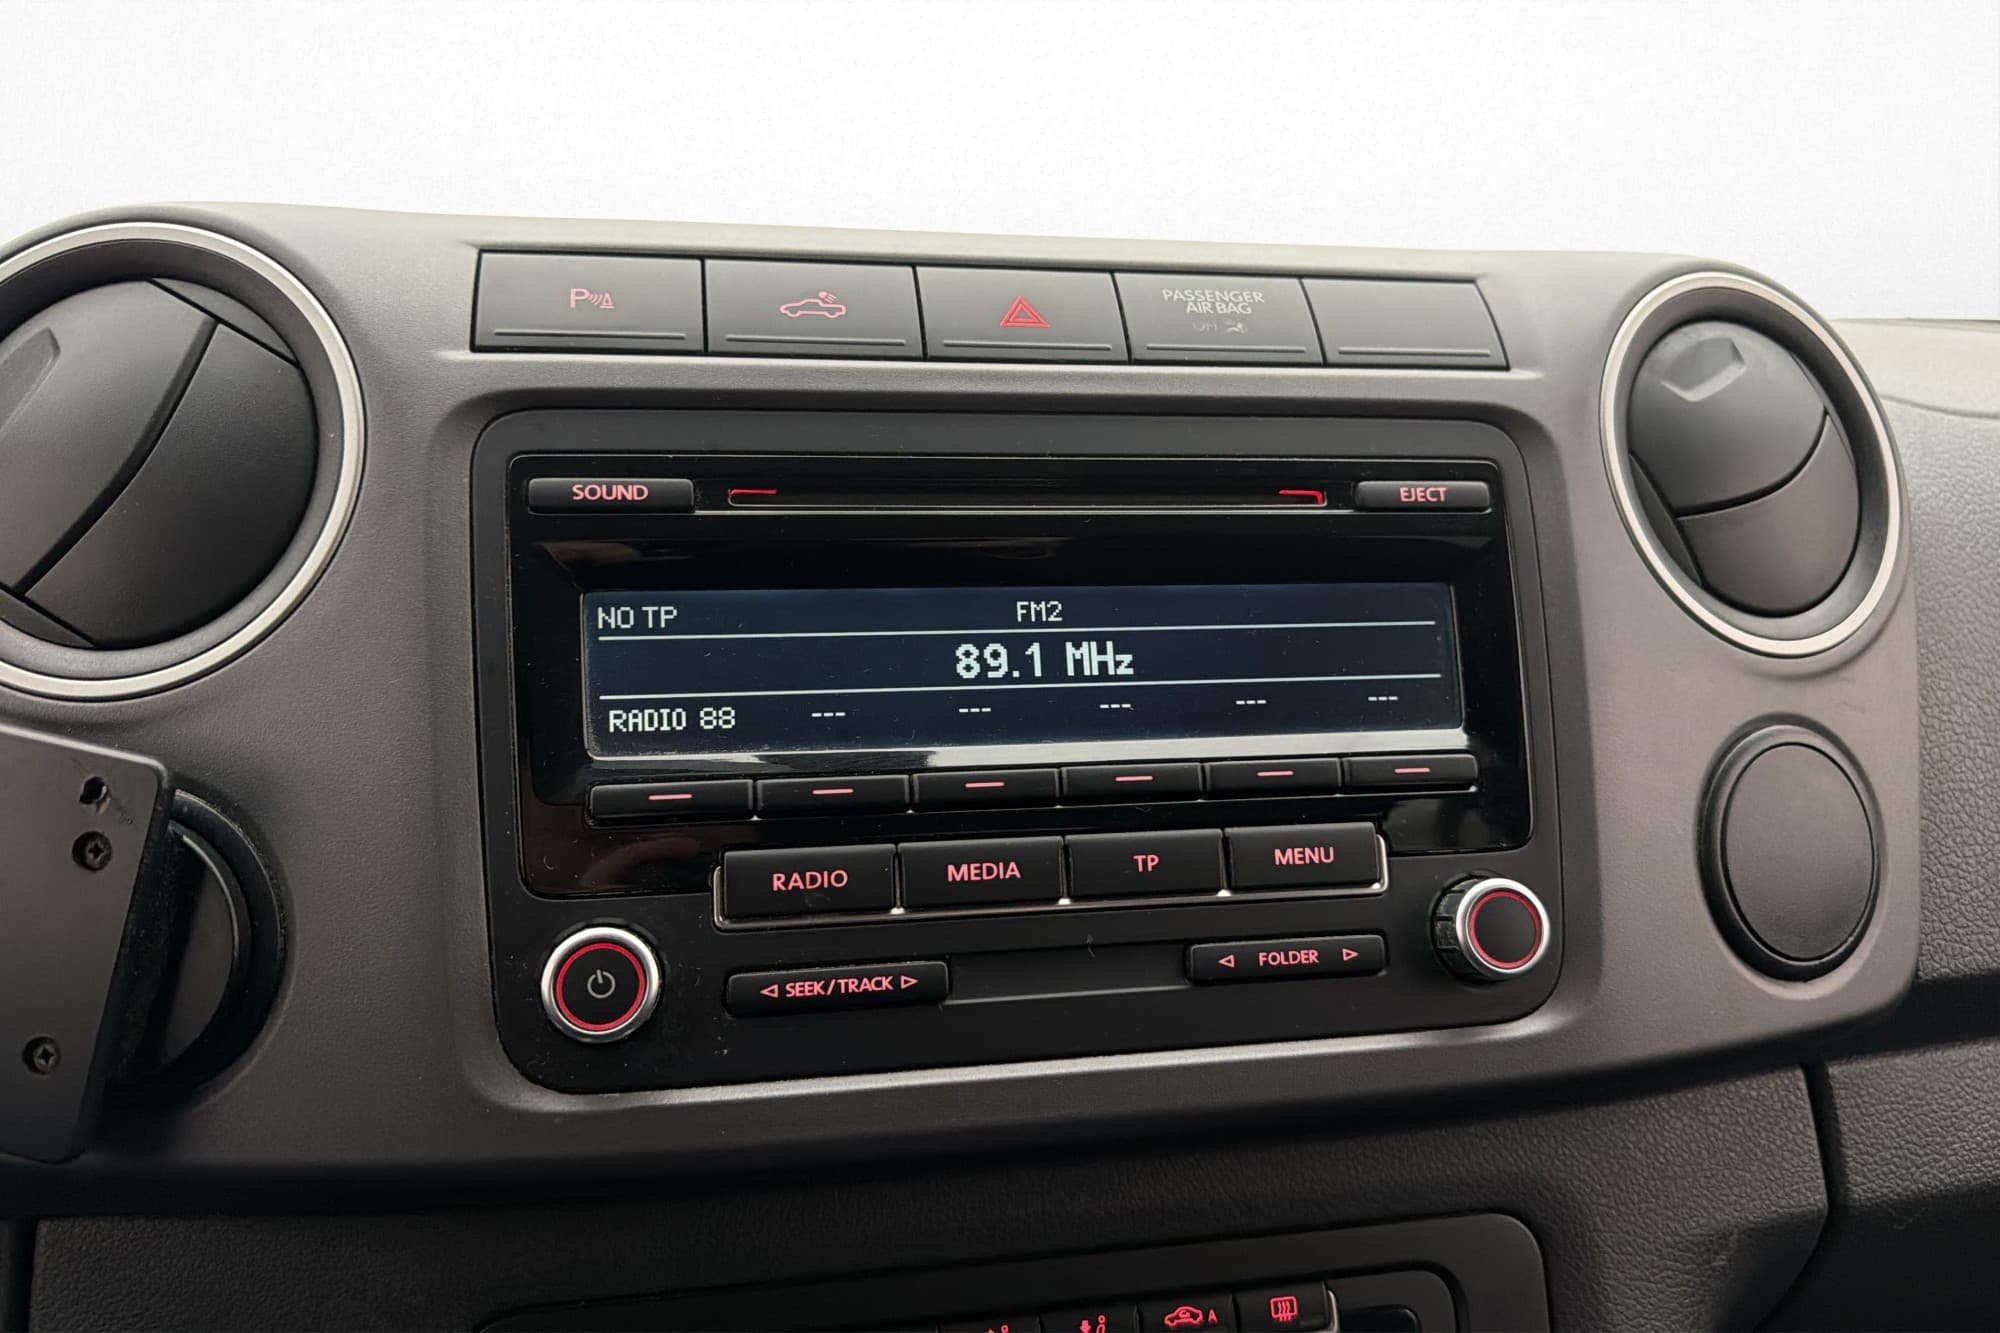 P
PASSENGER
AIR BAG
OFF
SOUND
EJECT
NO TP
FM2
89.1 MHz
RADIO 88 --- --- --- --- ---
RADIO
MEDIA
TP
MENU
SEEK/TRACK
FOLDER
A